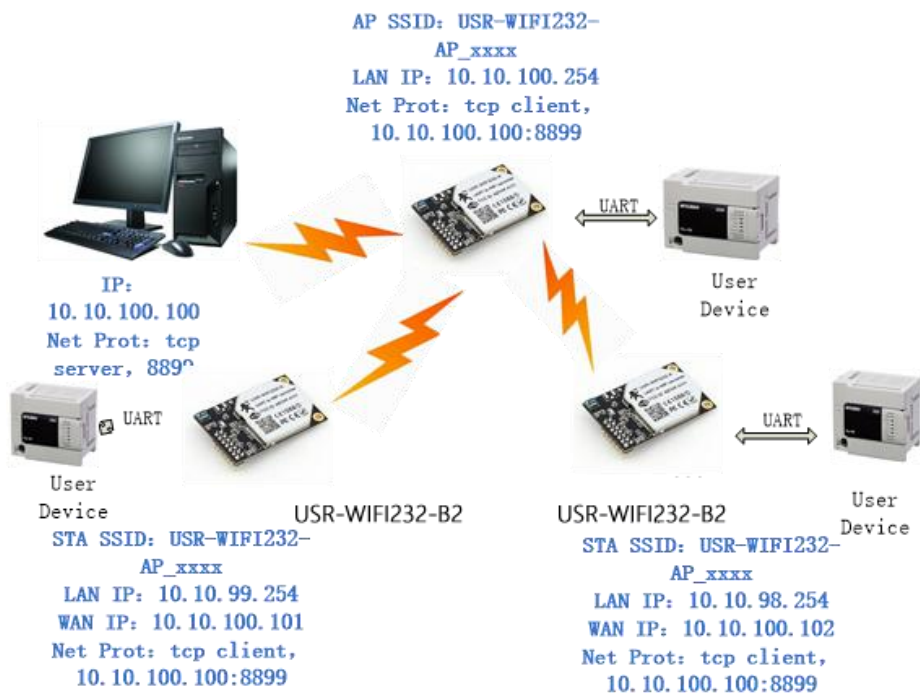 AP SSID: USR-WIFI232-
AP_xxxx
LAN IP: 10.10.100.254
Net Prot: tcp client,
10.10.100.100:8899
UART
User
Device
IP:
10.10.100.100
Net Prot: tcp
server, 8899
UART
User
Device
USR-WIFI232-B2
STA SSID: USR-WIFI232-
AP_xxxx
LAN IP: 10.10.99.254
WAN IP: 10.10.100.101
Net Prot: tcp client,
10.10.100.100:8899
UART
USR-WIFI232-B2
User
Device
STA SSID: USR-WIFI232-
AP_xxxx
LAN IP: 10.10.98.254
WAN IP: 10.10.100.102
Net Prot: tcp client,
10.10.100.100:8899